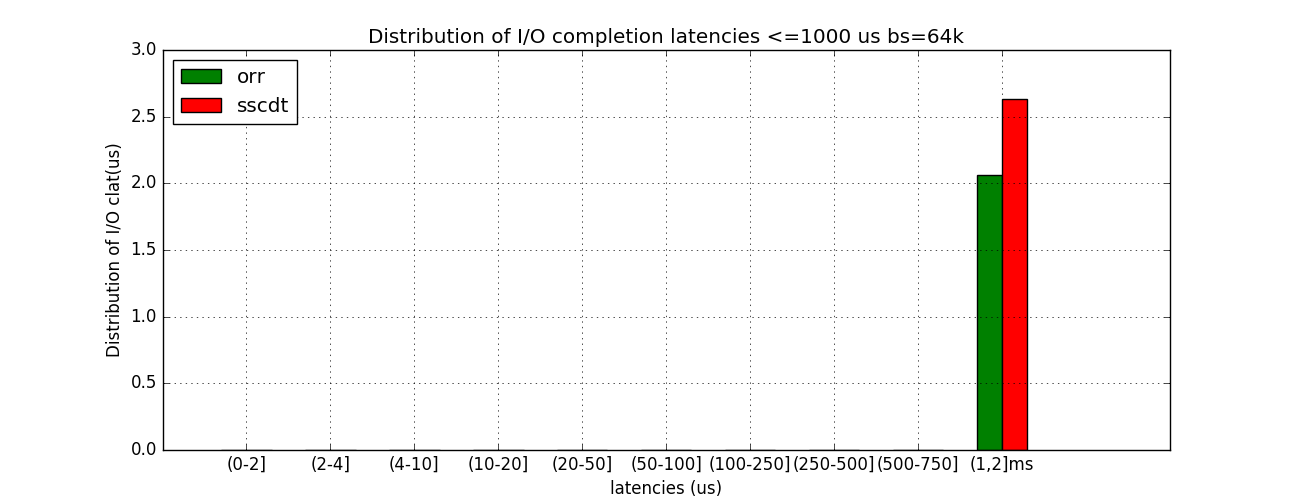 Distribution of I/O completion latencies <=1000 us bs=64k
3.0
2.5
2.0
1.5
1.0
0.5
0.0
Distribution of I/O clat(us)
orr
sscdt
(0-2] (2-4] (4-10] (10-20] (20-50] (50-100] (100-250] (250-500] (500-750] (1,2]ms
latencies (us)